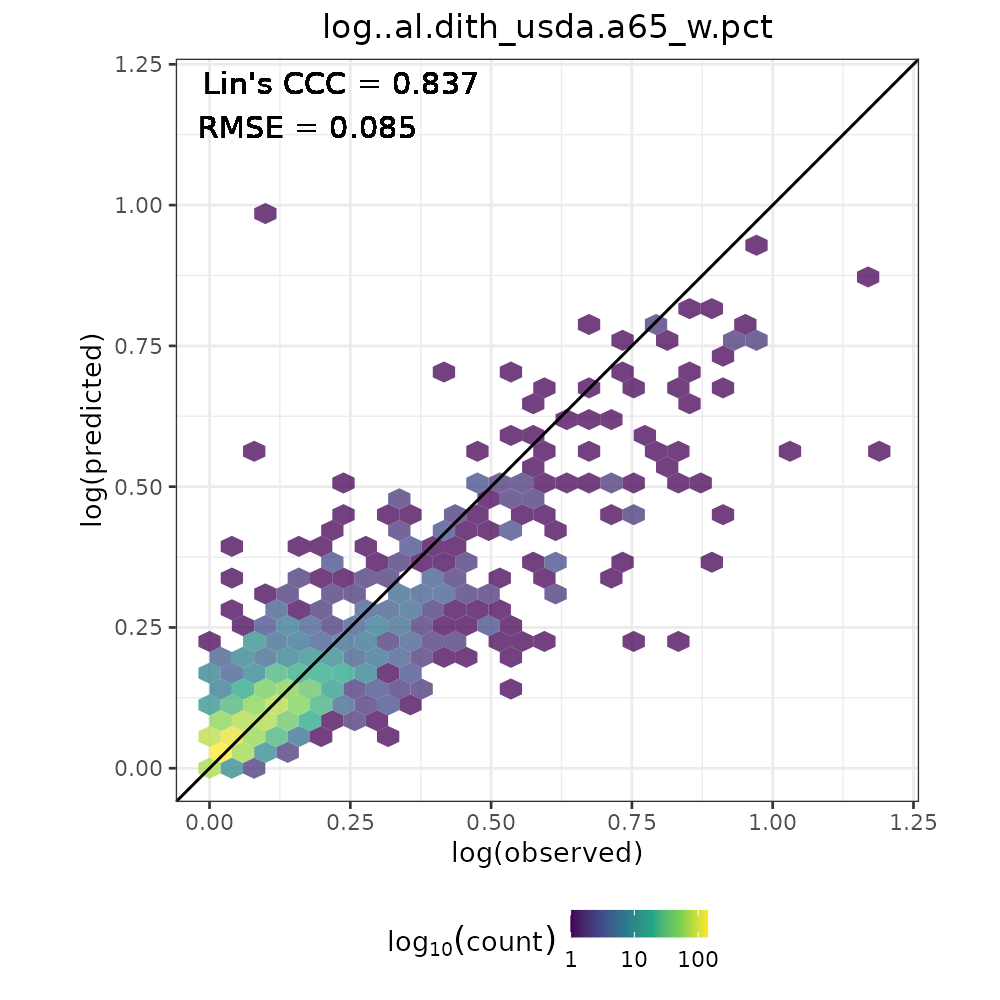 log..al.dith_usda.a65_w.pct
Lin's CCC = 0.837
RMSE = 0.085
1.25
1.00
0.75
0.50
0.25
0.00
log(predicted)
0.00 0.25 0.50 0.75 1.00 1.25
log(observed)
log₁₀(count)
1 10 100